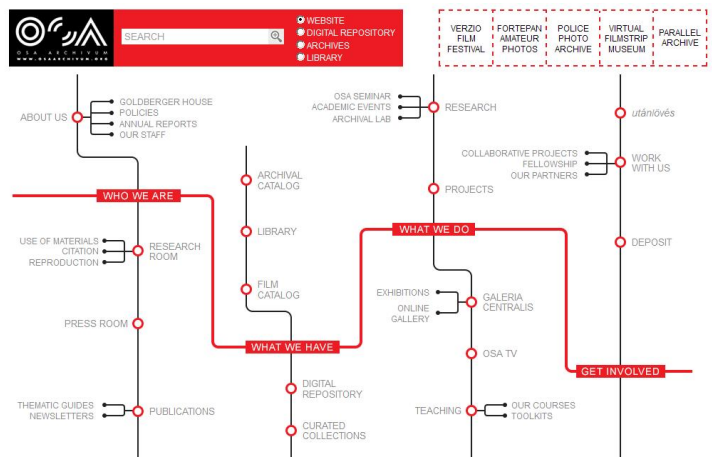 OSA
OSA ARCHIVUM
WWW.OSAARCHIVUM.ORG
SEARCH
WEBSITE
DIGITAL REPOSITORY
ARCHIVES
LIBRARY
VERZIO
FILM
FESTIVAL
FORTEPAN
AMATEUR
PHOTOS
POLICE
PHOTO
ARCHIVE
VIRTUAL
FILMSTRIP
MUSEUM
PARALLEL
ARCHIVE
ABOUT US
GOLDBERGER HOUSE
POLICIES
ANNUAL REPORTS
OUR STAFF
WHO WE ARE
USE OF MATERIALS
CITATION
REPRODUCTION
RESEARCH
ROOM
PRESS ROOM
THEMATIC GUIDES
NEWSLETTERS
PUBLICATIONS
ARCHIVAL
CATALOG
LIBRARY
FILM
CATALOG
WHAT WE HAVE
DIGITAL
REPOSITORY
CURATED
COLLECTIONS
OSA SEMINAR
ACADEMIC EVENTS
ARCHIVAL LAB
RESEARCH
PROJECTS
WHAT WE DO
EXHIBITIONS
ONLINE
GALLERY
GALERIA
CENTRALIS
OSA TV
TEACHING
OUR COURSES
TOOLKITS
utánlövés
COLLABORATIVE PROJECTS
FELLOWSHIP
OUR PARTNERS
WORK
WITH US
DEPOSIT
GET INVOLVED